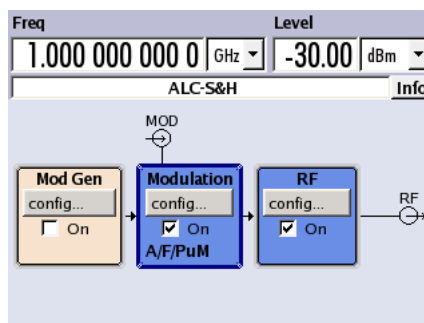 Freq Level
1.000 000 000 0 GHz -30.00 dBm
ALC-S&H Info
MOD
Mod Gen Modulation RF
config... config... config... RF
On On On
A/F/PuM